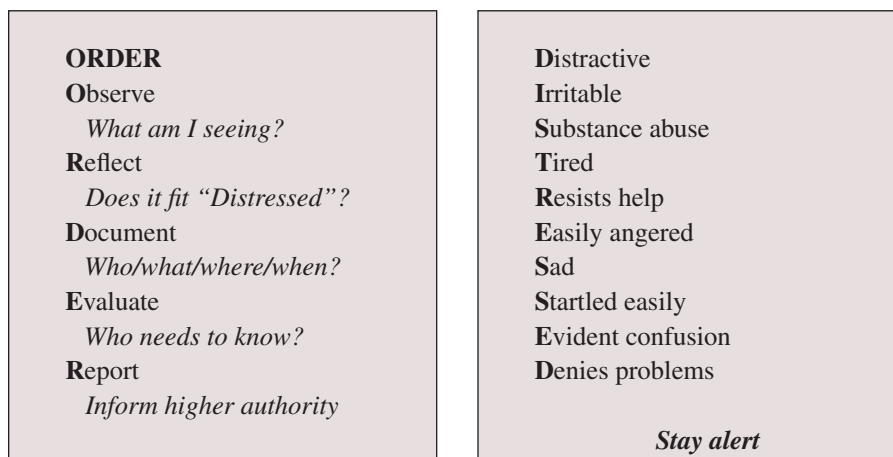 ORDER
Observe
What am I seeing?
Reflect
Does it fit “Distressed”?
Document
Who/what/where/when?
Evaluate
Who needs to know?
Report
Inform higher authority
Distractive
Irritable
Substance abuse
Tired
Resists help
Easily angered
Sad
Startled easily
Evident confusion
Denies problems
Stay alert